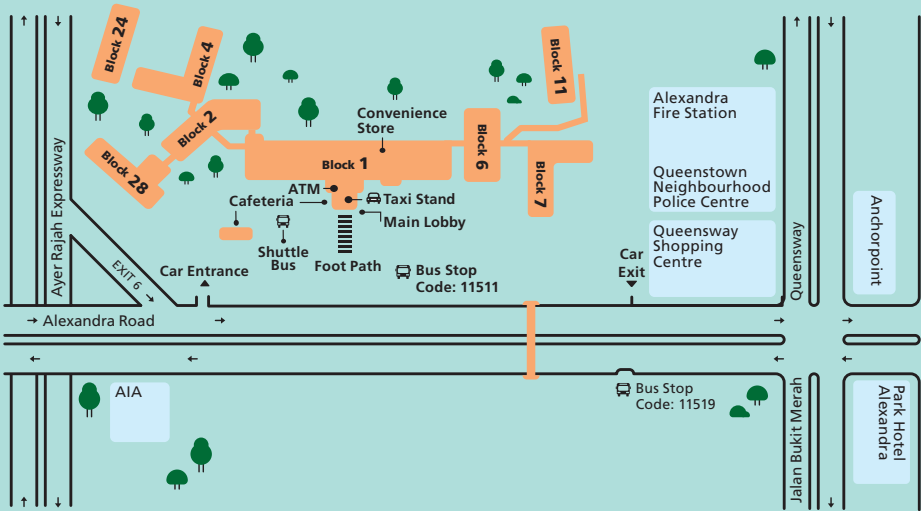 Block 24
Block 4
Block 2
Block 28
Block 1
Convenience
Store
Block 6
Block 11
Block 7
Alexandra
Fire Station
Queenstown
Neighbourhood
Police Centre
Queensway
Shopping
Centre
Anchorpoint
Queensway
Ayer Rajah Expressway
EXIT 6
ATM
Cafeteria
Taxi Stand
Main Lobby
Shuttle
Bus
Foot Path
Bus Stop
Code: 11511
Car Entrance
Car
Exit
Alexandra Road
AIA
Bus Stop
Code: 11519
Jalan Bukit Merah
Park Hotel
Alexandra